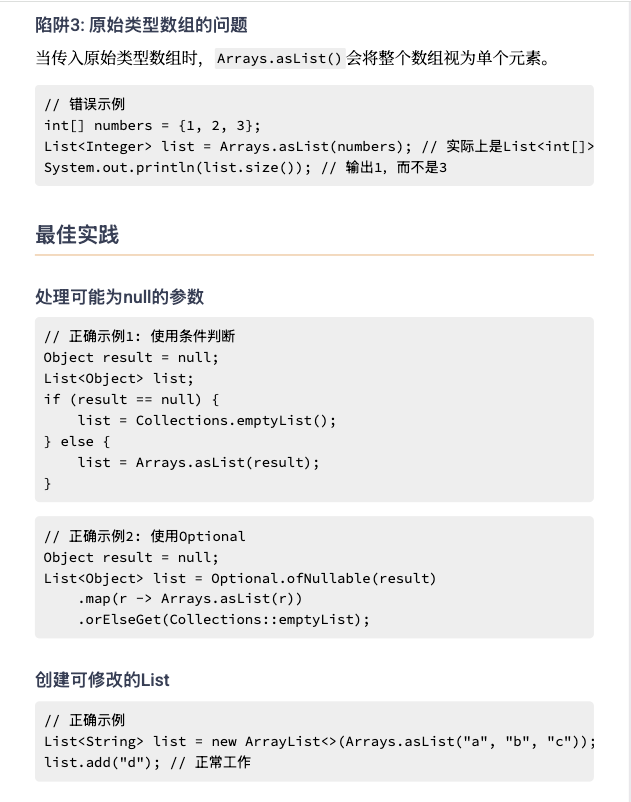 陷阱3: 原始类型数组的问题
当传入原始类型数组时，Arrays.asList()会将整个数组视为单个元素。
// 错误示例
int[] numbers = {1, 2, 3};
List<Integer> list = Arrays.asList(numbers); // 实际上是List<int[]>
System.out.println(list.size()); // 输出1，而不是3
最佳实践
处理可能为null的参数
// 正确示例1: 使用条件判断
Object result = null;
List<Object> list;
if (result == null) {
    list = Collections.emptyList();
} else {
    list = Arrays.asList(result);
}
// 正确示例2: 使用Optional
Object result = null;
List<Object> list = Optional.ofNullable(result)
    .map(r -> Arrays.asList(r))
    .orElseGet(Collections::emptyList);
创建可修改的List
// 正确示例
List<String> list = new ArrayList<>(Arrays.asList("a", "b", "c"));
list.add("d"); // 正常工作